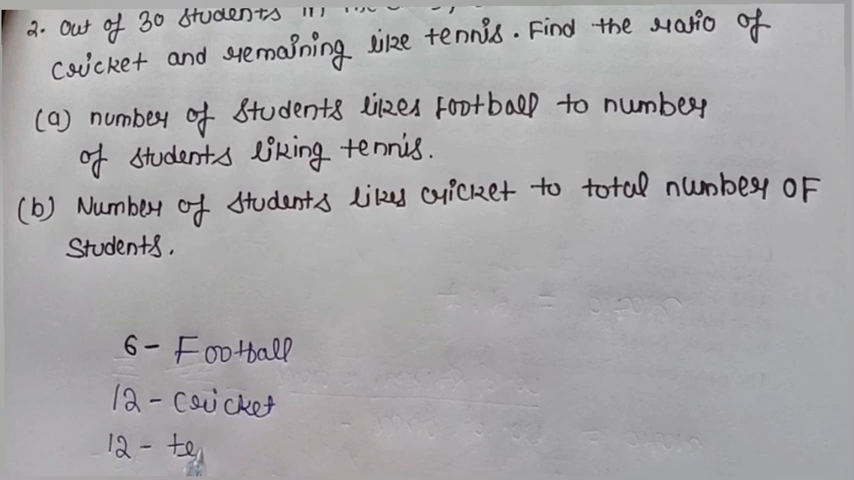 2. Out of 30 students in
cricket and remaining like tennis. Find the ratio of
(a) number of students likes Football to number
of students liking tennis.
(b) Number of students likes cricket to total number OF
Students.
6 - Football
12 - cricket
12 - te